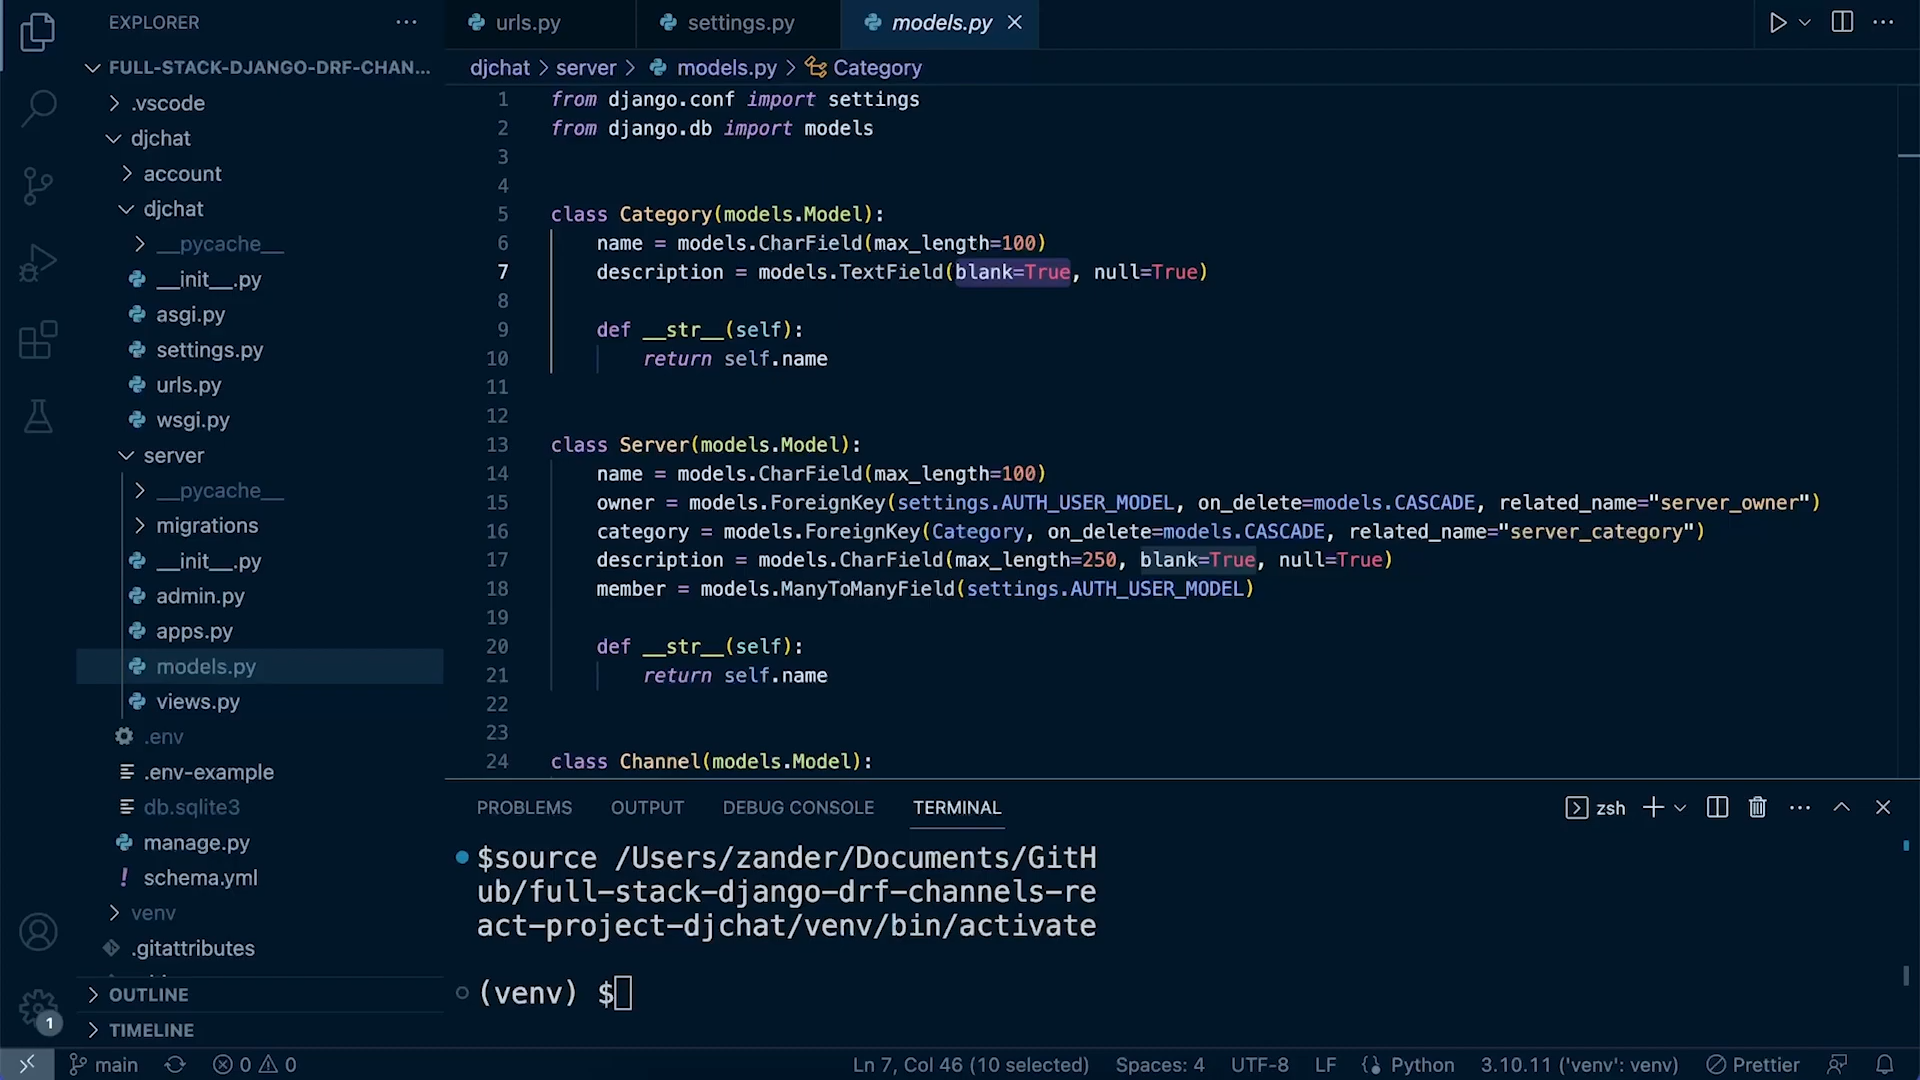 EXPLORER
FULL-STACK-DJANGO-DRF-CHAN...
.vscode
djchat
account
djchat
__pycache__
__init__.py
asgi.py
settings.py
urls.py
wsgi.py
server
__pycache__
migrations
__init__.py
admin.py
apps.py
models.py
views.py
.env
.env-example
db.sqlite3
manage.py
! schema.yml
venv
.gitattributes
OUTLINE
TIMELINE
1
urls.py settings.py models.py
djchat > server > models.py > Category
1 from django.conf import settings
2 from django.db import models
3
4
5 class Category(models.Model):
6 name = models.CharField(max_length=100)
7 description = models.TextField(blank=True, null=True)
8
9 def __str__(self):
10 return self.name
11
12
13 class Server(models.Model):
14 name = models.CharField(max_length=100)
15 owner = models.ForeignKey(settings.AUTH_USER_MODEL, on_delete=models.CASCADE, related_name="server_owner")
16 category = models.ForeignKey(Category, on_delete=models.CASCADE, related_name="server_category")
17 description = models.CharField(max_length=250, blank=True, null=True)
18 member = models.ManyToManyField(settings.AUTH_USER_MODEL)
19
20 def __str__(self):
21 return self.name
22
23
24 class Channel(models.Model):
PROBLEMS OUTPUT DEBUG CONSOLE TERMINAL zsh
$source /Users/zander/Documents/GitH
ub/full-stack-django-drf-channels-re
act-project-djchat/venv/bin/activate
(venv) $
main 0 0 Ln 7, Col 46 (10 selected) Spaces: 4 UTF-8 LF Python 3.10.11 ('venv': venv) Prettier